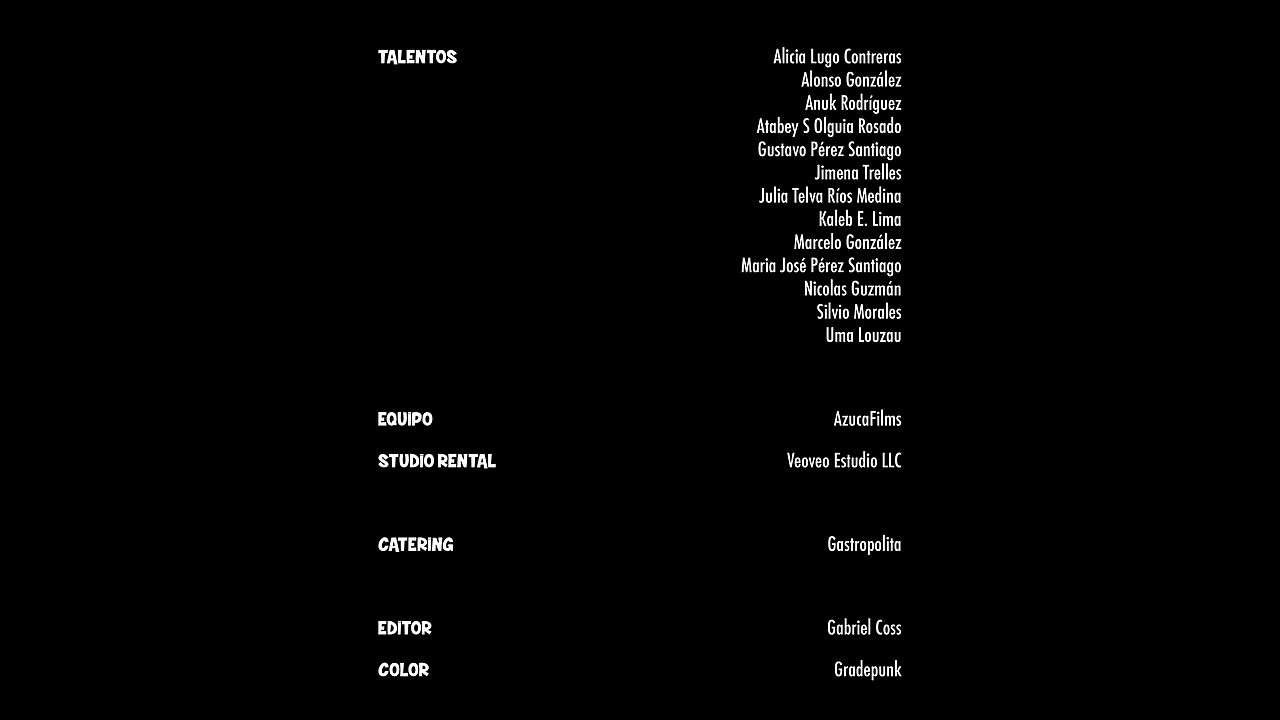 TALENTOS Alicia Lugo Contreras
Alonso González
Anuk Rodríguez
Atabey S Olguia Rosado
Gustavo Pérez Santiago
Jimena Trelles
Julia Telva Ríos Medina
Kaleb E. Lima
Marcelo González
Maria José Pérez Santiago
Nicolas Guzmán
Silvio Morales
Uma Louzau
EQUIPO AzucaFilms
STUDIO RENTAL Veoveo Estudio LLC
CATERING Gastropolita
EDITOR Gabriel Coss
COLOR Gradepunk